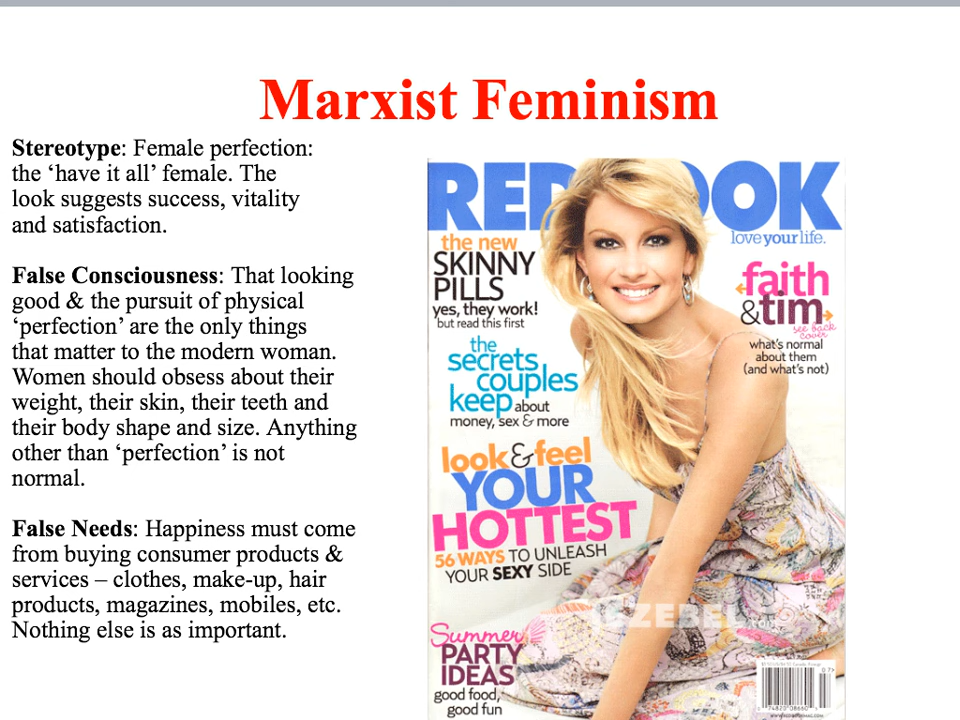 Marxist Feminism
Stereotype: Female perfection:
the ‘have it all’ female. The
look suggests success, vitality
and satisfaction.
False Consciousness: That looking
good & the pursuit of physical
‘perfection’ are the only things
that matter to the modern woman.
Women should obsess about their
weight, their skin, their teeth and
their body shape and size. Anything
other than ‘perfection’ is not
normal.
False Needs: Happiness must come
from buying consumer products &
services – clothes, make-up, hair
products, magazines, mobiles, etc.
Nothing else is as important.
love your life.
the new
SKINNY
PILLS
yes, they work!
but read this first
faith
& tim
see back
cover
what's normal
about them
(and what's not)
the
secrets
couples
keep about
money, sex & more
look & feel
YOUR
HOTTEST
56 WAYS TO UNLEASH
YOUR SEXY SIDE
Summer
PARTY
IDEAS
good food,
good fun